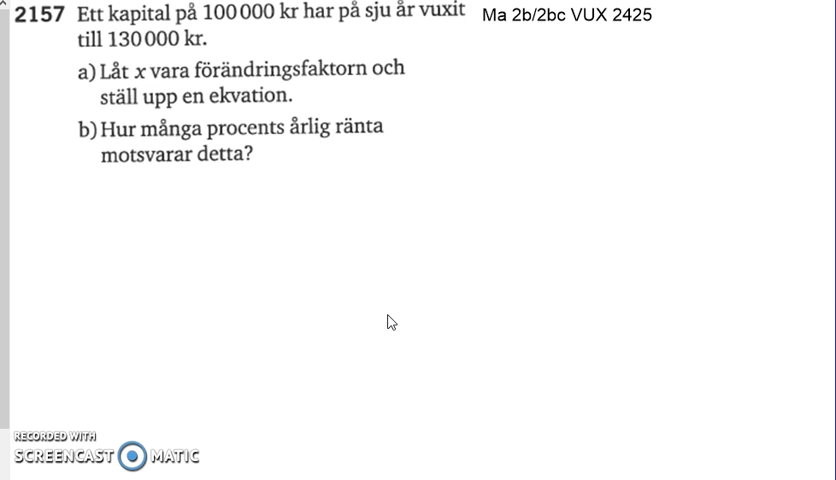 2157 Ett kapital på 100 000 kr har på sju år vuxit
till 130 000 kr.
Ma 2b/2bc VUX 2425
a) Låt x vara förändringsfaktorn och
ställ upp en ekvation.
b) Hur många procents årlig ränta
motsvarar detta?
RECORDED WITH
SCREENCAST MATIC